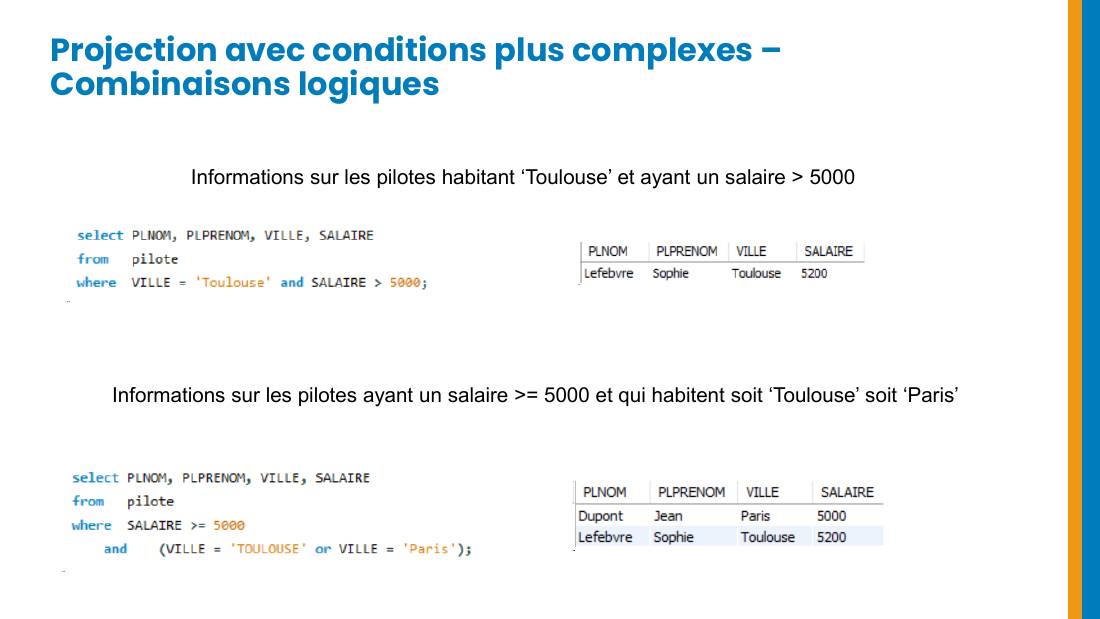 Projection avec conditions plus complexes –
Combinaisons logiques
Informations sur les pilotes habitant ‘Toulouse’ et ayant un salaire > 5000
select PLNOM, PLPRENOM, VILLE, SALAIRE
from pilote
where VILLE = 'Toulouse' and SALAIRE > 5000;
PLNOM PLPRENOM VILLE SALAIRE
Lefebvre Sophie Toulouse 5200
Informations sur les pilotes ayant un salaire >= 5000 et qui habitent soit ‘Toulouse’ soit ‘Paris’
select PLNOM, PLPRENOM, VILLE, SALAIRE
from pilote
where SALAIRE >= 5000
and (VILLE = 'TOULOUSE' or VILLE = 'Paris');
PLNOM PLPRENOM VILLE SALAIRE
Dupont Jean Paris 5000
Lefebvre Sophie Toulouse 5200